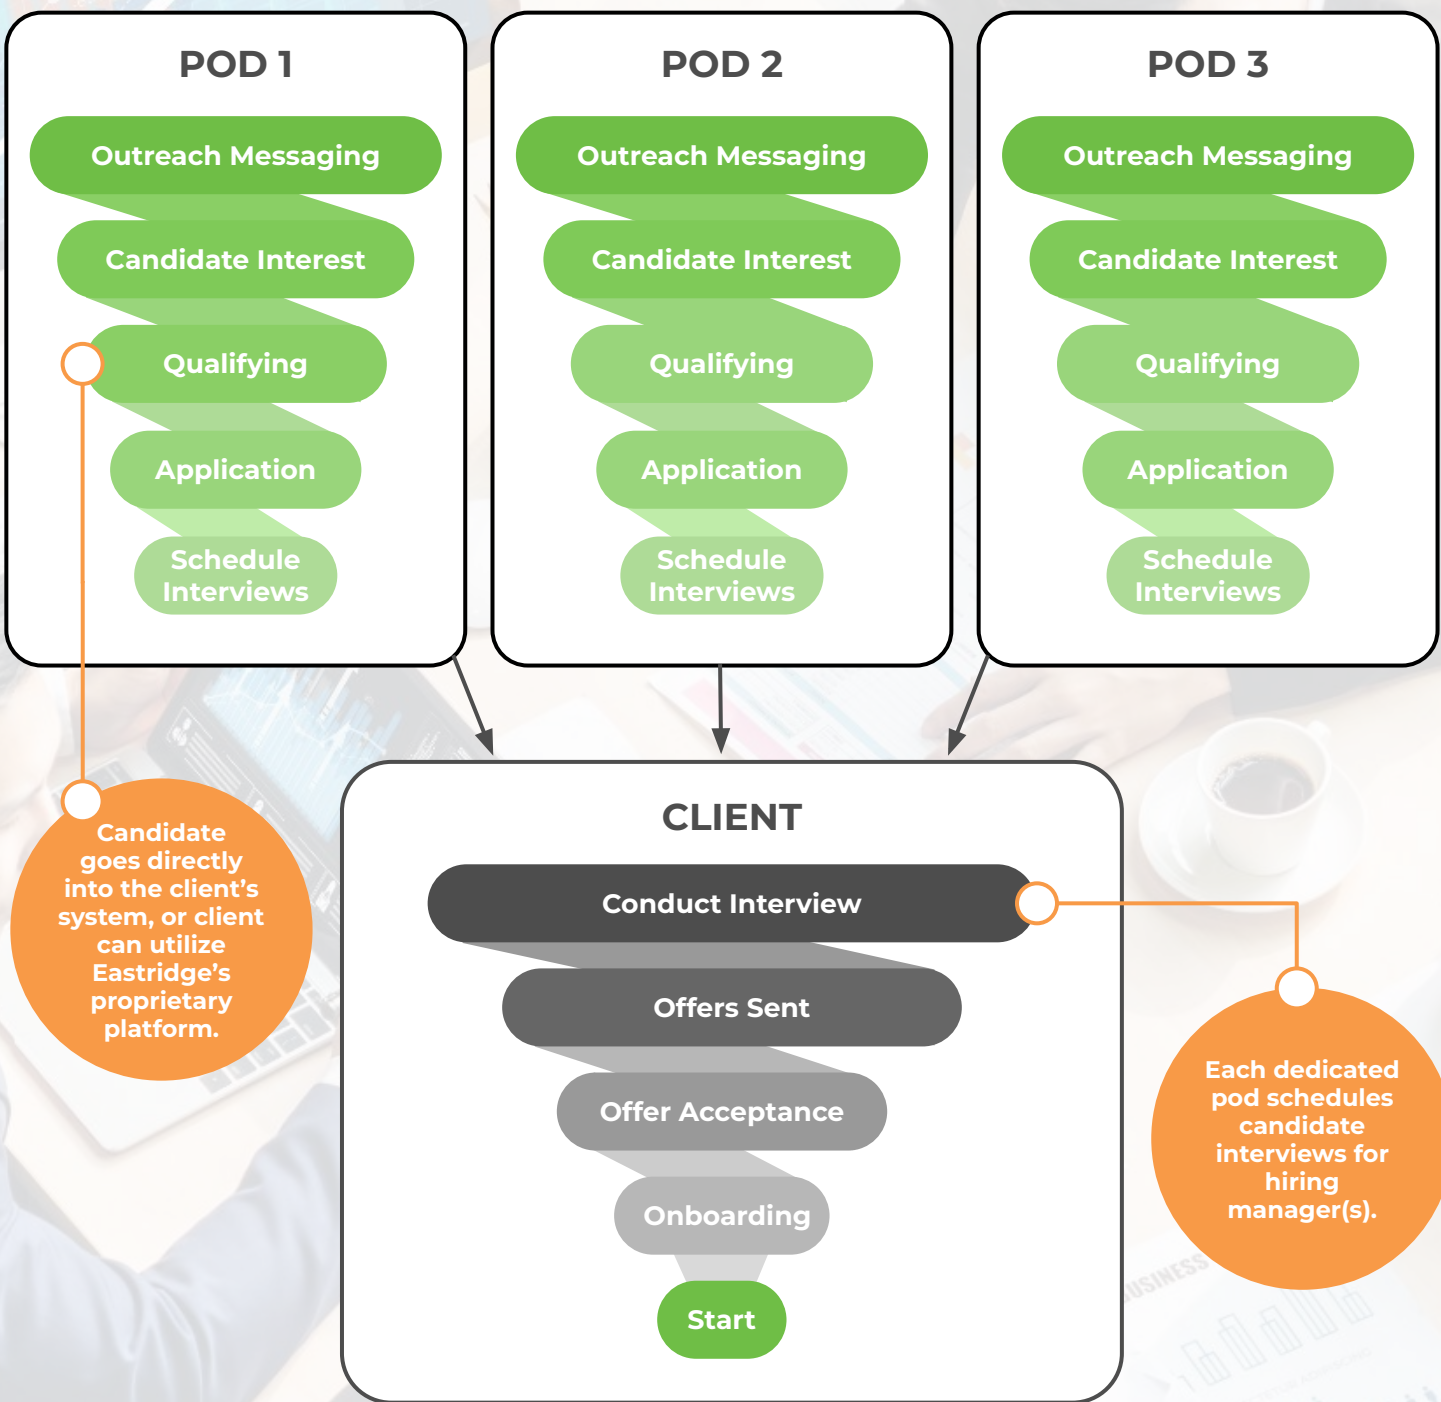 POD 1
Outreach Messaging
Candidate Interest
Qualifying
Application
Schedule
Interviews
POD 2
Outreach Messaging
Candidate Interest
Qualifying
Application
Schedule
Interviews
POD 3
Outreach Messaging
Candidate Interest
Qualifying
Application
Schedule
Interviews
Candidate
goes directly
into the client’s
system, or client
can utilize
Eastridge’s
proprietary
platform.
CLIENT
Conduct Interview
Offers Sent
Offer Acceptance
Onboarding
Start
Each dedicated
pod schedules
candidate
interviews for
hiring
manager(s).
BUSINESS